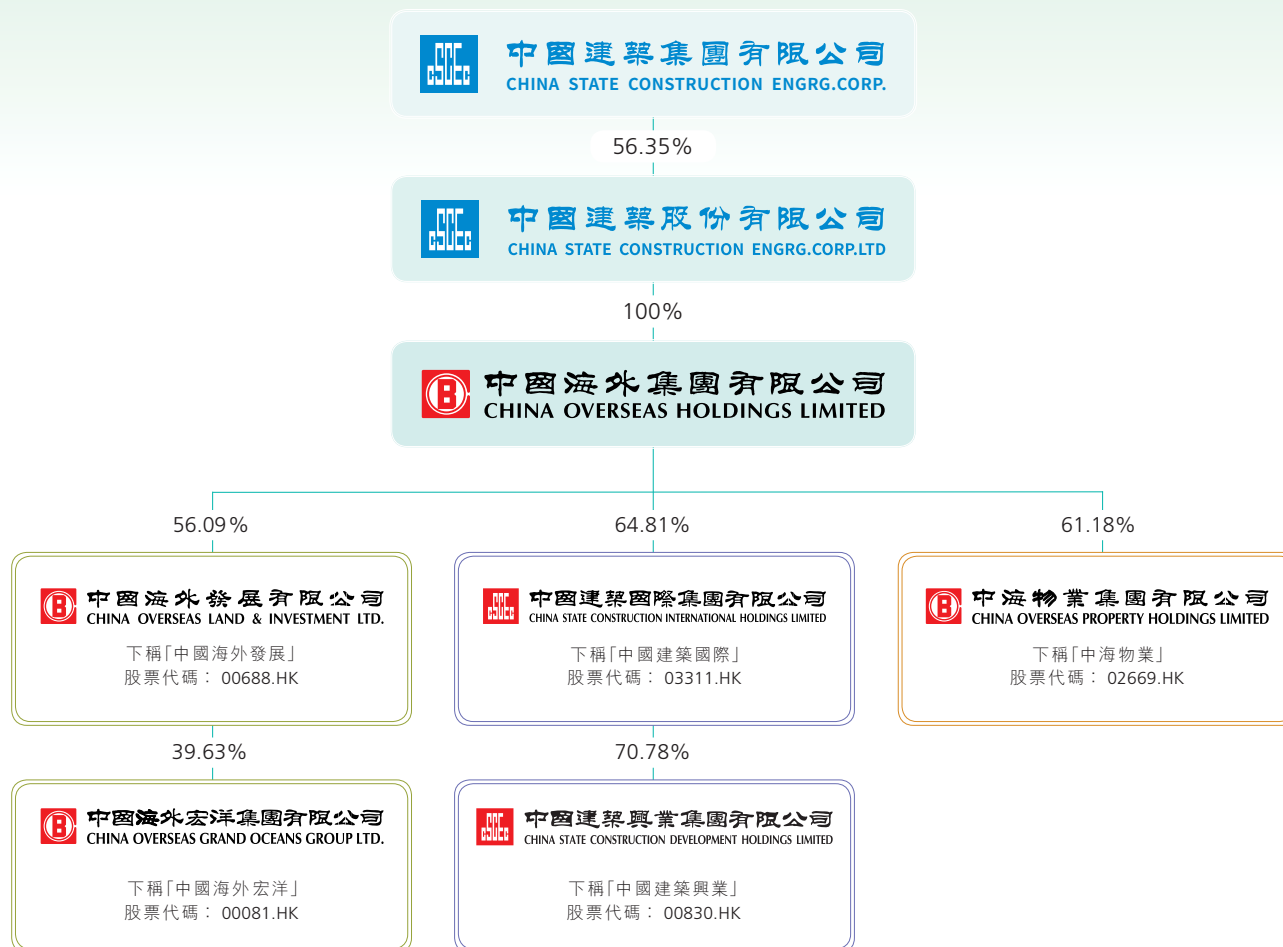 中國建築集團有限公司
CHINA STATE CONSTRUCTION ENGRG.CORP.
56.35%
中國建築股份有限公司
CHINA STATE CONSTRUCTION ENGRG.CORP.LTD
100%
中國海外集團有限公司
CHINA OVERSEAS HOLDINGS LIMITED
56.09%
64.81%
61.18%
中國海外發展有限公司
CHINA OVERSEAS LAND & INVESTMENT LTD.
下稱「中國海外發展」
股票代碼：00688.HK
中國建築國際集團有限公司
CHINA STATE CONSTRUCTION INTERNATIONAL HOLDINGS LIMITED
下稱「中國建築國際」
股票代碼：03311.HK
中海物業集團有限公司
CHINA OVERSEAS PROPERTY HOLDINGS LIMITED
下稱「中海物業」
股票代碼：02669.HK
39.63%
70.78%
中國海外宏洋集團有限公司
CHINA OVERSEAS GRAND OCEANS GROUP LTD.
下稱「中國海外宏洋」
股票代碼：00081.HK
中國建築興業集團有限公司
CHINA STATE CONSTRUCTION DEVELOPMENT HOLDINGS LIMITED
下稱「中國建築興業」
股票代碼：00830.HK